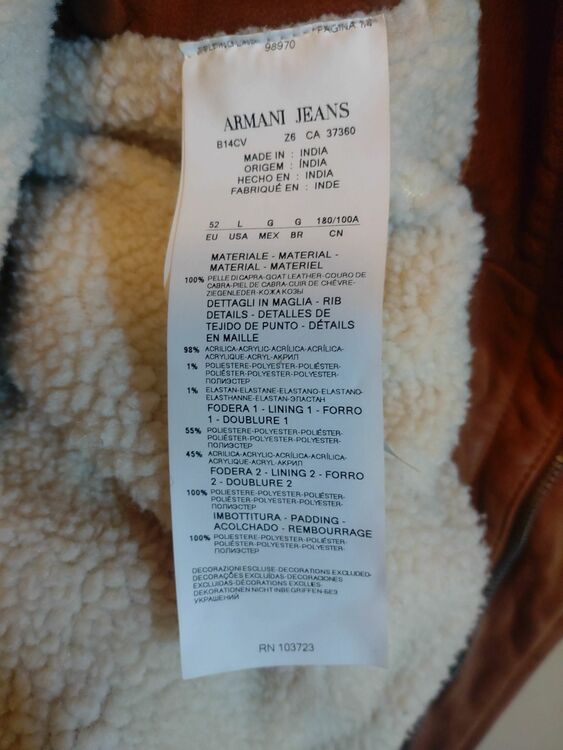 "PAGINA 1/4"
98970
ARMANI JEANS
B14CV Z6 CA 37360
MADE IN : INDIA
ORIGEM : ÍNDIA
HECHO EN : INDIA
FABRIQUÉ EN : INDE
52 L G G 180/100A
EU USA MEX BR CN
MATERIALE - MATERIAL -
MATERIAL - MATERIEL
100% PELLE DI CAPRA-GOAT LEATHER-COURO DE
CABRA-PIEL DE CABRA-CUIR DE CHÈVRE-
ZIEGENLEDER-КОЖА КОЗЫ
DETTAGLI IN MAGLIA - RIB
DETAILS - DETALLES DE
TEJIDO DE PUNTO - DÉTAILS
EN MAILLE
98% ACRILICA-ACRYLIC-ACRÍLICA-ACRÍLICA-
ACRYLIQUE-ACRYL-АКРИЛ
1% POLIESTERE-POLYESTER-POLIÉSTER-
POLIÉSTER-POLYESTER-POLYESTER-
ПОЛИЭСТЕР
1% ELASTAN-ELASTANE-ELASTANO-ELASTANO-
ELASTHANNE-ELASTAN-ЭЛАСТАН
FODERA 1 - LINING 1 - FORRO
1 - DOUBLURE 1
55% POLIESTERE-POLYESTER-POLIÉSTER-
POLIÉSTER-POLYESTER-POLYESTER-
ПОЛИЭСТЕР
45% ACRILICA-ACRYLIC-ACRÍLICA-ACRÍLICA-
ACRYLIQUE-ACRYL-АКРИЛ
FODERA 2 - LINING 2 - FORRO
2 - DOUBLURE 2
100% POLIESTERE-POLYESTER-POLIÉSTER-
POLIÉSTER-POLYESTER-POLYESTER-
ПОЛИЭСТЕР
IMBOTTITURA - PADDING -
ACOLCHADO - REMBOURRAGE
100% POLIESTERE-POLYESTER-POLIÉSTER-
POLIÉSTER-POLYESTER-POLYESTER-
ПОЛИЭСТЕР
DECORAZIONI ESCLUSE-DECORATIONS EXCLUDED-
DECORAÇÕES EXCLUÍDAS-DECORACIONES
EXCLUIDAS-DÉCORATIONS EXCLUES-
DEKORATIONEN NICHT INBEGRIFFEN-БЕЗ
УКРАШЕНИЙ
RN 103723